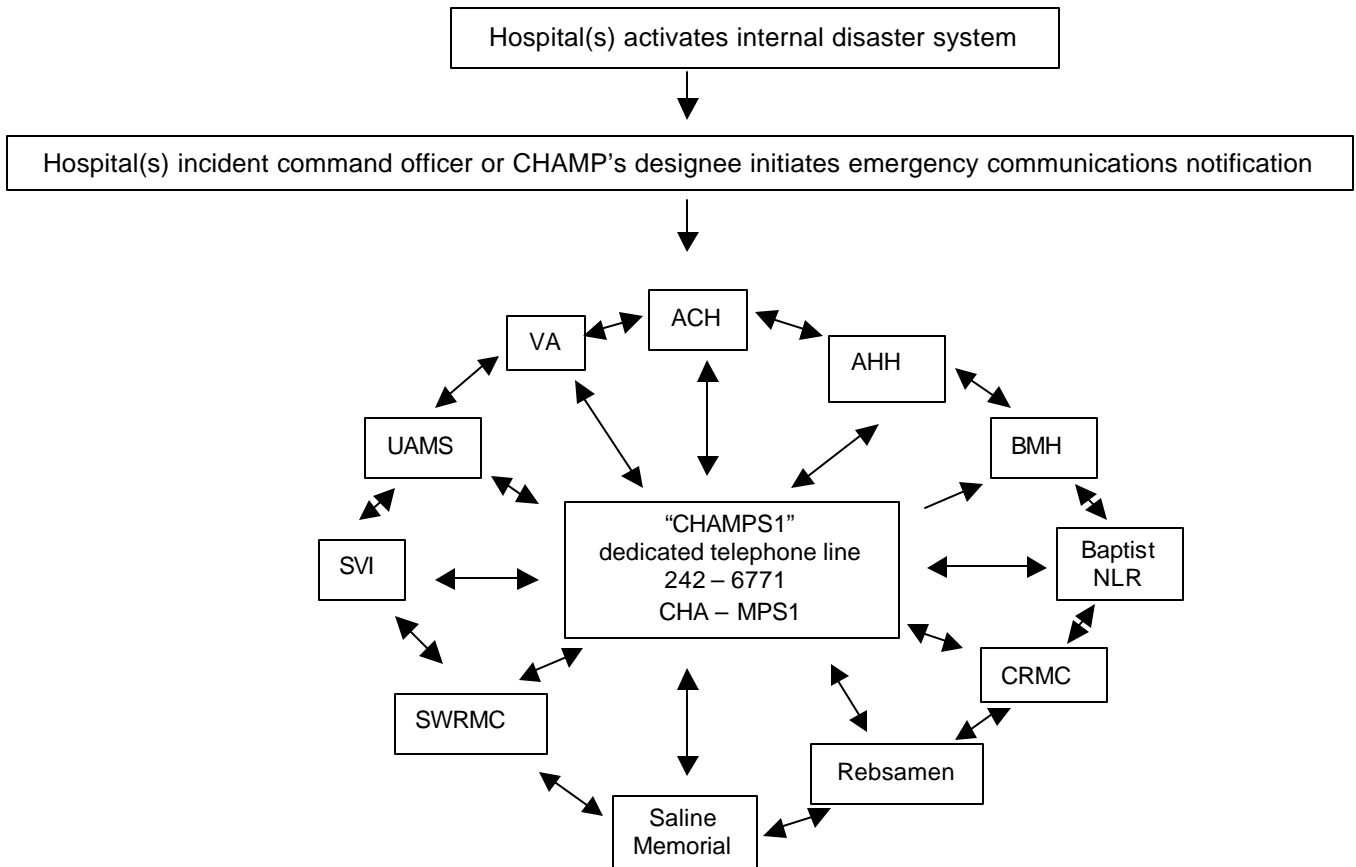 Hospital(s) activates internal disaster system
Hospital(s) incident command officer or CHAMP’s designee initiates emergency communications notification
ACH
VA
AHH
UAMS
BMH
“CHAMPS1”
dedicated telephone line
242 – 6771
CHA – MPS1
SVI
Baptist
NLR
CRMC
SWRMC
Rebsamen
Saline
Memorial